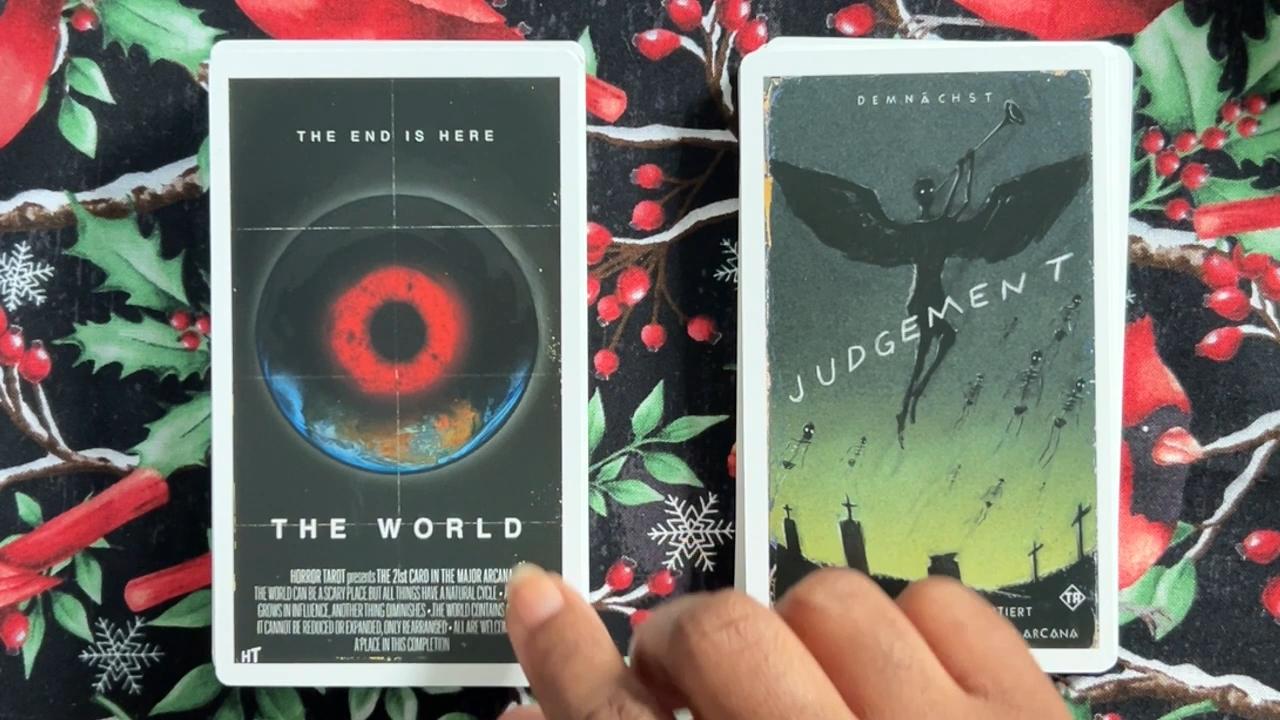 THE END IS HERE
THE WORLD
HORROR TAROT presents THE 21st CARD IN THE MAJOR ARCANA
THE WORLD CAN BE A SCARY PLACE BUT ALL THINGS HAVE A NATURAL CYCLE •
GROWS IN INFLUENCE, ANOTHER THING DIMINISHES • THE WORLD CONTAINS
IT CANNOT BE REDUCED OR EXPANDED, ONLY REARRANGED • ALL ARE
A PLACE IN THIS COMPLETION
HT
DEMNÄCHST
JUDGEMENT
ARCANA